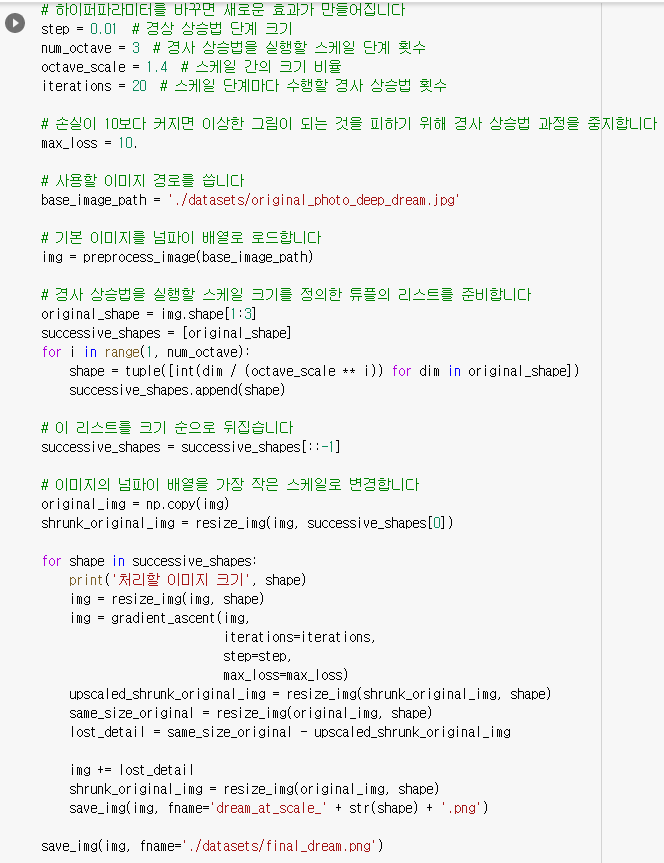 # 하이퍼파라미터를 바꾸면 새로운 효과가 만들어집니다
step = 0.01  # 경상 상승법 단계 크기
num_octave = 3  # 경사 상승법을 실행할 스케일 단계 횟수
octave_scale = 1.4  # 스케일 간의 크기 비율
iterations = 20  # 스케일 단계마다 수행할 경사 상승법 횟수
# 손실이 10보다 커지면 이상한 그림이 되는 것을 피하기 위해 경사 상승법 과정을 중지합니다
max_loss = 10.
# 사용할 이미지 경로를 씁니다
base_image_path = './datasets/original_photo_deep_dream.jpg'
# 기본 이미지를 넘파이 배열로 로드합니다
img = preprocess_image(base_image_path)
# 경사 상승법을 실행할 스케일 크기를 정의한 튜플의 리스트를 준비합니다
original_shape = img.shape[1:3]
successive_shapes = [original_shape]
for i in range(1, num_octave):
    shape = tuple([int(dim / (octave_scale ** i)) for dim in original_shape])
    successive_shapes.append(shape)
# 이 리스트를 크기 순으로 뒤집습니다
successive_shapes = successive_shapes[::-1]
# 이미지의 넘파이 배열을 가장 작은 스케일로 변경합니다
original_img = np.copy(img)
shrunk_original_img = resize_img(img, successive_shapes[0])
for shape in successive_shapes:
    print('처리할 이미지 크기', shape)
    img = resize_img(img, shape)
    img = gradient_ascent(img,
                          iterations=iterations,
                          step=step,
                          max_loss=max_loss)
    upscaled_shrunk_original_img = resize_img(shrunk_original_img, shape)
    same_size_original = resize_img(original_img, shape)
    lost_detail = same_size_original - upscaled_shrunk_original_img
    img += lost_detail
    shrunk_original_img = resize_img(original_img, shape)
    save_img(img, fname='dream_at_scale_' + str(shape) + '.png')
save_img(img, fname='./datasets/final_dream.png')